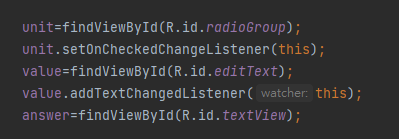 unit=findViewById(R.id.radioGroup);
unit.setOnCheckedChangeListener(this);
value=findViewById(R.id.editText);
value.addTextChangedListener( watcher: this);
answer=findViewById(R.id.textView);